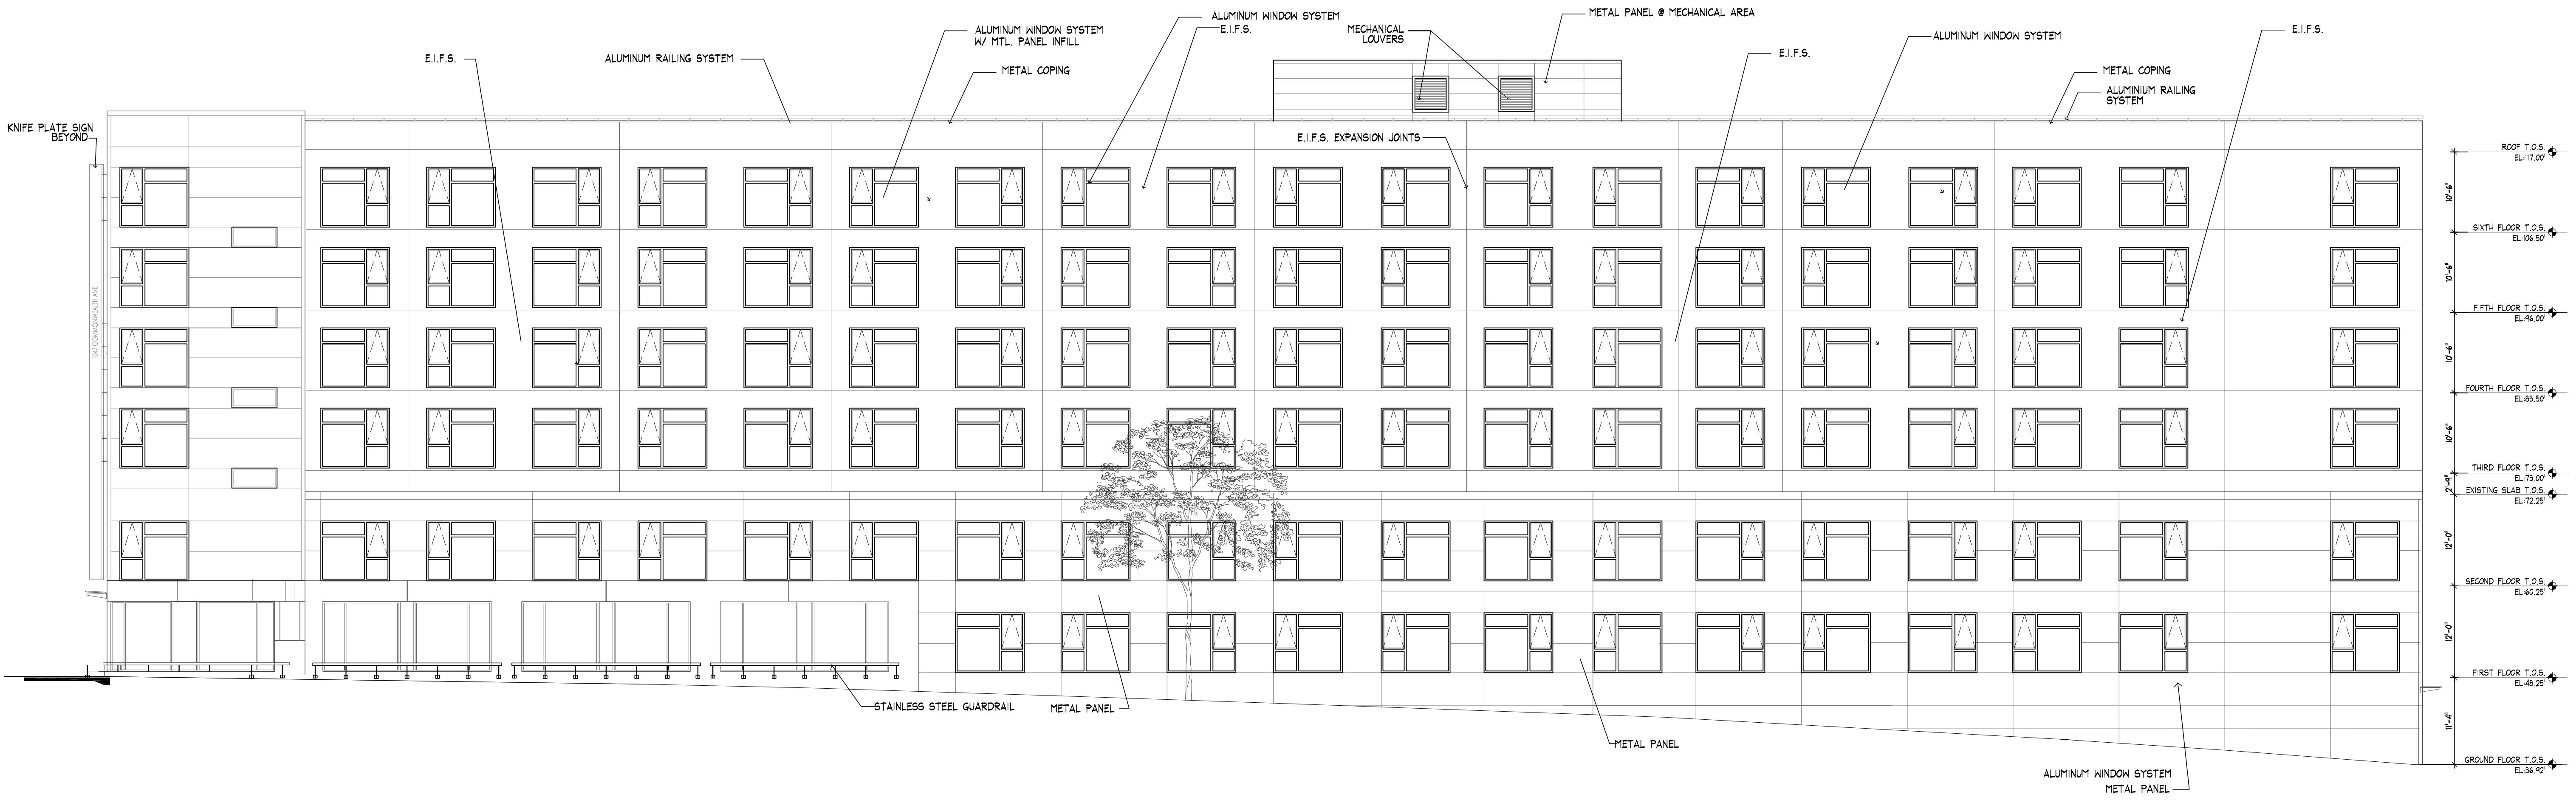 METAL PANEL @ MECHANICAL AREA
ALUMINUM WINDOW SYSTEM
E.I.F.S.
MECHANICAL
LOUVERS
ALUMINUM WINDOW SYSTEM
W/ MTL. PANEL INFILL
E.I.F.S.
ALUMINUM WINDOW SYSTEM
E.I.F.S.
E.I.F.S.
ALUMINUM RAILING SYSTEM
METAL COPING
METAL COPING
ALUMINIUM RAILING
SYSTEM
KNIFE PLATE SIGN
BEYOND
E.I.F.S. EXPANSION JOINTS
ROOF T.O.S.
EL:117.00'
10'-6"
SIXTH FLOOR T.O.S.
EL:106.50'
10'-6"
FIFTH FLOOR T.O.S.
EL:96.00'
1047 COMMONWEALTH AVE
10'-6"
FOURTH FLOOR T.O.S.
EL:85.50'
10'-6"
THIRD FLOOR T.O.S.
EL:75.00'
2'-9"
EXISTING SLAB T.O.S.
EL:72.25'
12'-0"
SECOND FLOOR T.O.S.
EL:60.25'
12'-0"
FIRST FLOOR T.O.S.
EL:48.25'
11'-4"
STAINLESS STEEL GUARDRAIL
METAL PANEL
METAL PANEL
GROUND FLOOR T.O.S.
EL:36.92'
ALUMINUM WINDOW SYSTEM
METAL PANEL